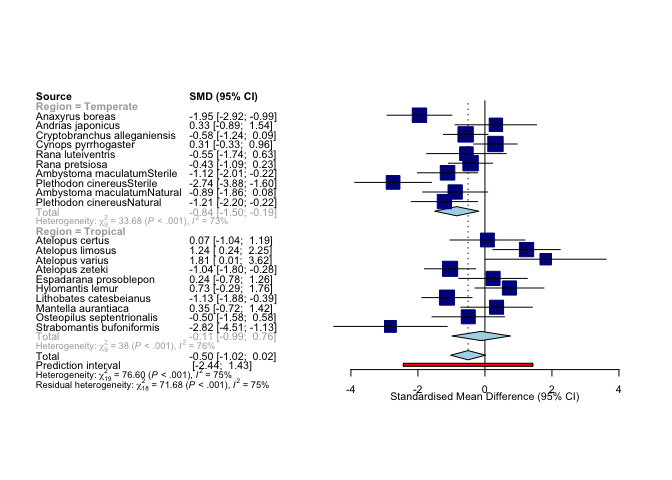 Source SMD (95% CI)
Region = Temperate
Anaxyrus boreas -1.95 [-2.92; -0.99]
Andrias japonicus 0.33 [-0.89; 1.54]
Cryptobranchus alleganiensis -0.58 [-1.24; 0.09]
Cynops pyrrhogaster 0.31 [-0.33; 0.96]
Rana luteiventris -0.55 [-1.74; 0.63]
Rana pretsiosa -0.43 [-1.09; 0.23]
Ambystoma maculatumSterile -1.12 [-2.01; -0.22]
Plethodon cinereusSterile -2.74 [-3.88; -1.60]
Ambystoma maculatumNatural -0.89 [-1.86; 0.08]
Plethodon cinereusNatural -1.21 [-2.20; -0.22]
Total -0.84 [-1.50; -0.19]
Heterogeneity: χ²₉ = 33.68 (P < .001), I² = 73%
Region = Tropical
Atelopus certus 0.07 [-1.04; 1.19]
Atelopus limosus 1.24 [ 0.24; 2.25]
Atelopus varius 1.81 [ 0.01; 3.62]
Atelopus zeteki -1.04 [-1.80; -0.28]
Espadarana prosoblepon 0.24 [-0.78; 1.26]
Hylomantis lemur 0.73 [-0.29; 1.76]
Lithobates catesbeianus -1.13 [-1.88; -0.39]
Mantella aurantiaca 0.35 [-0.72; 1.42]
Osteopilus septentrionalis -0.50 [-1.58; 0.58]
Strabomantis bufoniformis -2.82 [-4.51; -1.13]
Total -0.11 [-0.99; 0.76]
Heterogeneity: χ²₉ = 38 (P < .001), I² = 76%
Total -0.50 [-1.02; 0.02]
Prediction interval [-2.44; 1.43]
Heterogeneity: χ²₁₉ = 76.60 (P < .001), I² = 75%
Residual heterogeneity: χ²₁₈ = 71.68 (P < .001), I² = 75%
-4 -2 0 2 4
Standardised Mean Difference (95% CI)